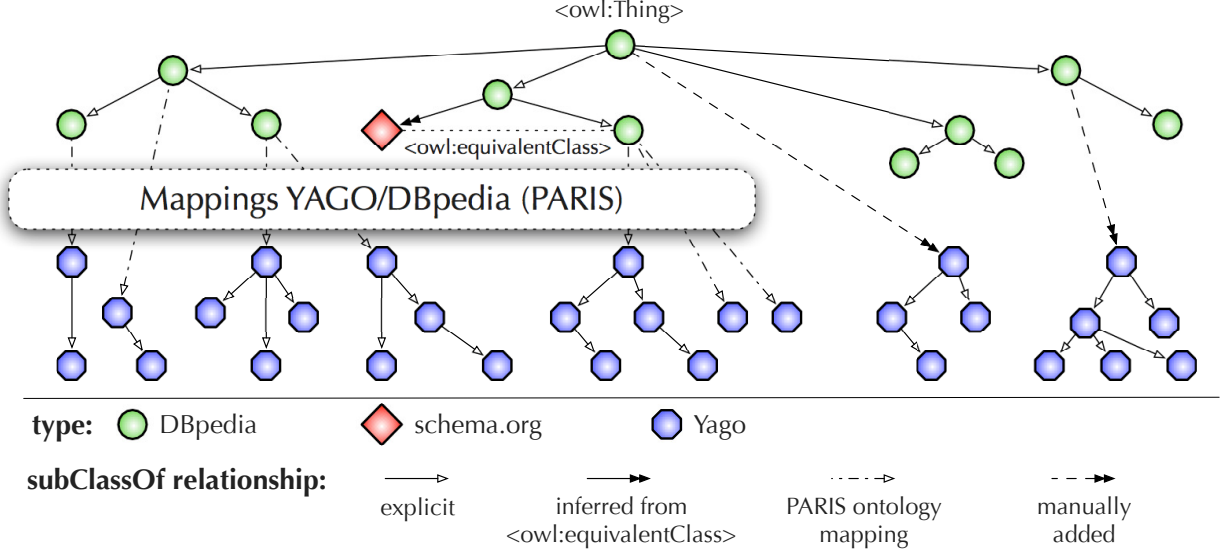 <owl:Thing>
<owl:equivalentClass>
Mappings YAGO/DBpedia (PARIS)
type: DBpedia schema.org Yago
subClassOf relationship:
explicit
inferred from
<owl:equivalentClass>
PARIS ontology
mapping
manually
added